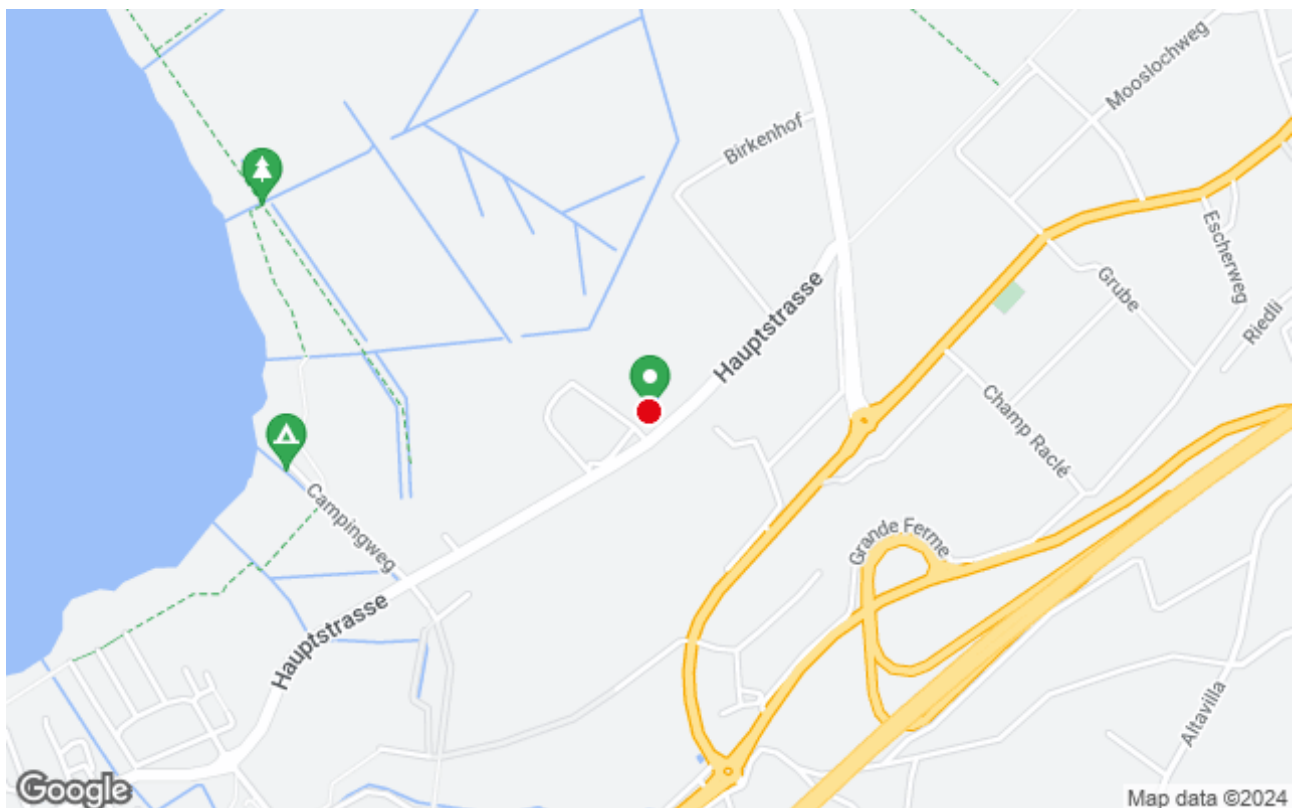 Mooslochweg
Birkenhof
Escherweg
Grube
Riedli
Hauptstrasse
Champ Raclé
Campingweg
Grande Ferme
Hauptstrasse
Altavilla
Google
Map data ©2024